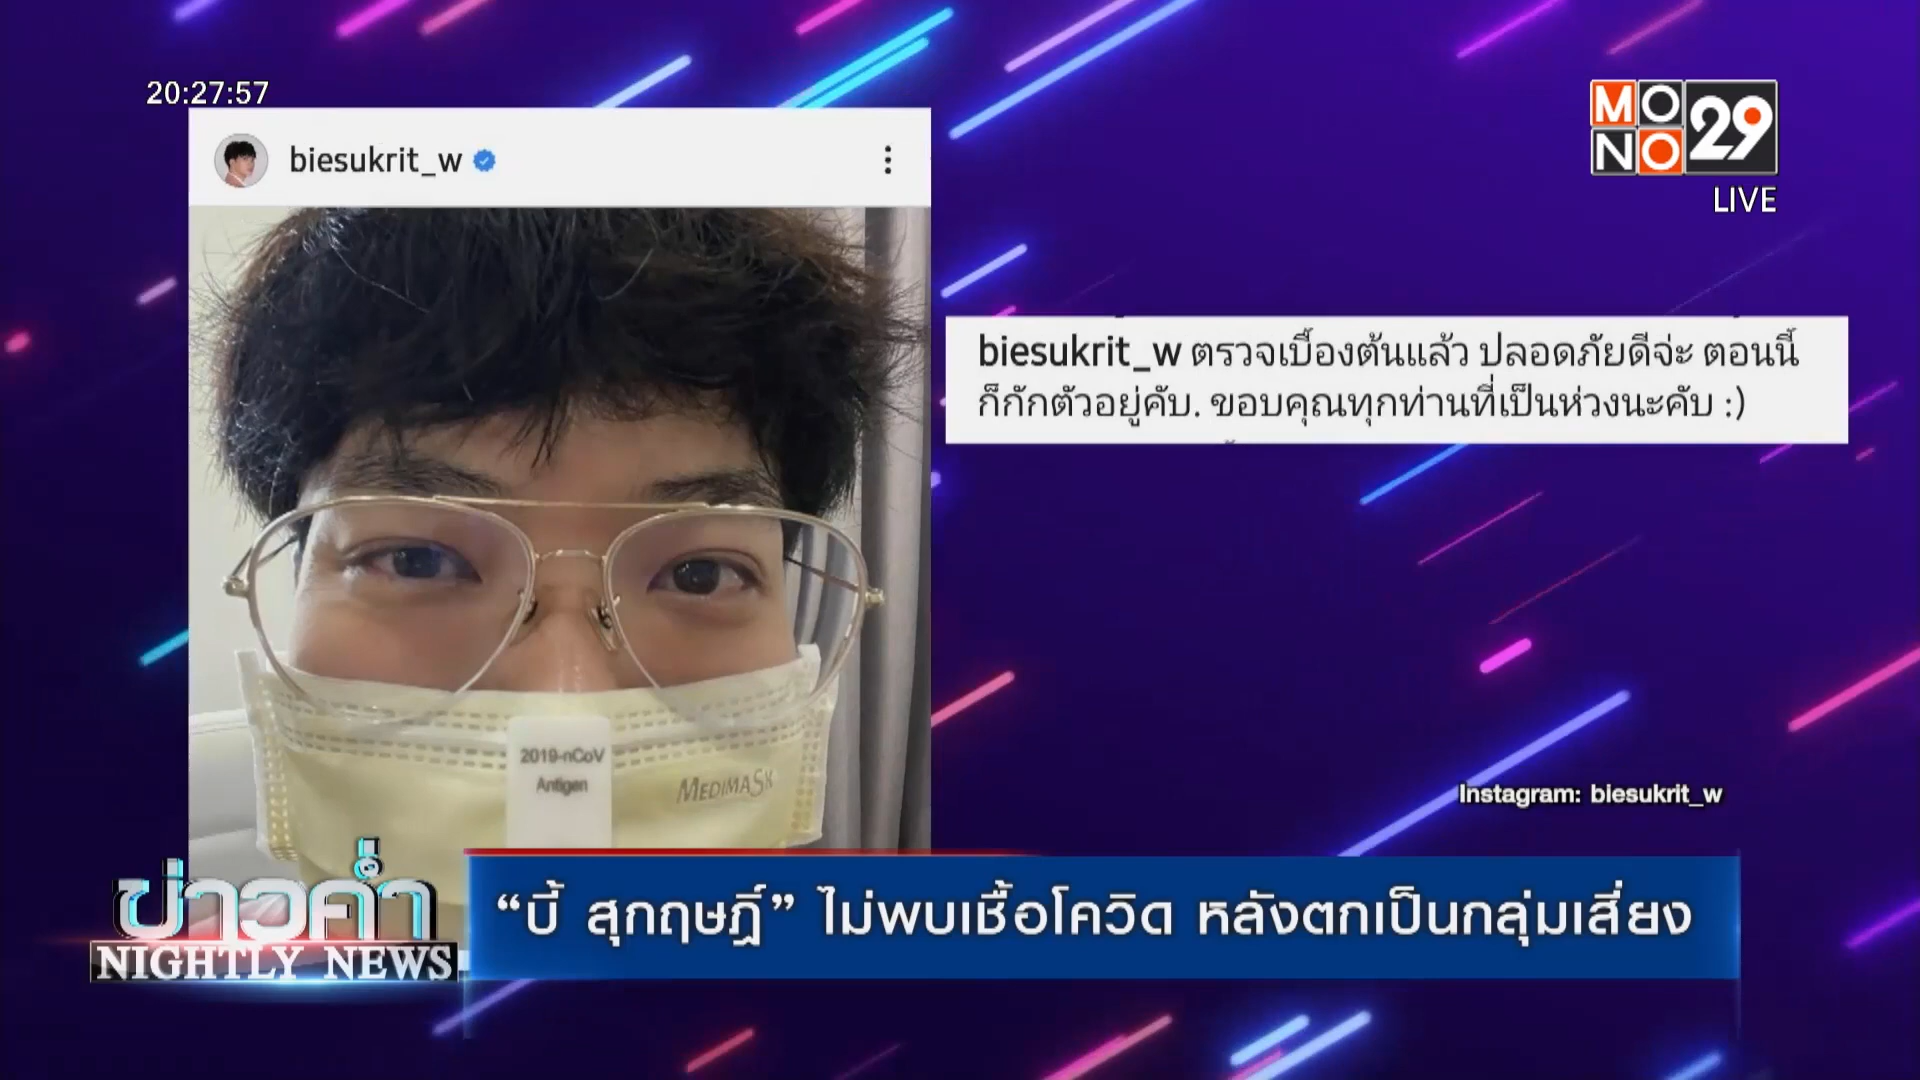 20:27:57
MONO 29
LIVE
biesukrit_w
biesukrit_w ตรวจเบื้องต้นแล้ว ปลอดภัยดีจ่ะ ตอนนี้
ก็กักตัวอยู่คับ. ขอบคุณทุกท่านที่เป็นห่วงนะคับ :)
2019-nCoV
Antigen
MEDIMASK
Instagram: biesukrit_w
ข่าวค่ำ
NIGHTLY NEWS
“บี้ สุกฤษฎิ์” ไม่พบเชื้อโควิด หลังตกเป็นกลุ่มเสี่ยง